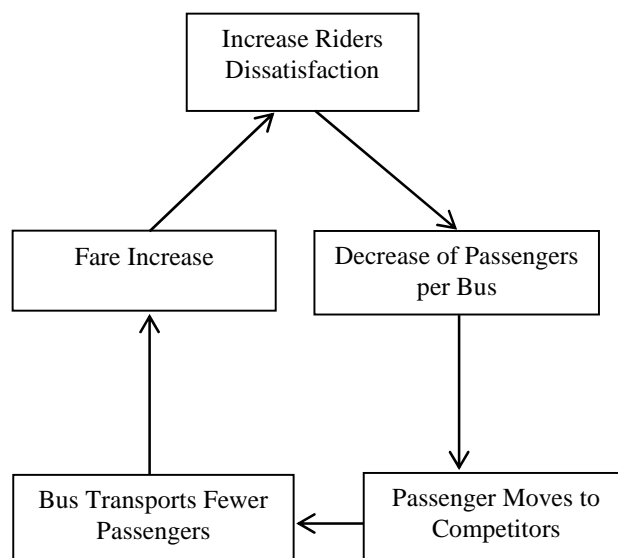 Increase Riders
Dissatisfaction
Fare Increase
Decrease of Passengers
per Bus
Bus Transports Fewer
Passengers
Passenger Moves to
Competitors